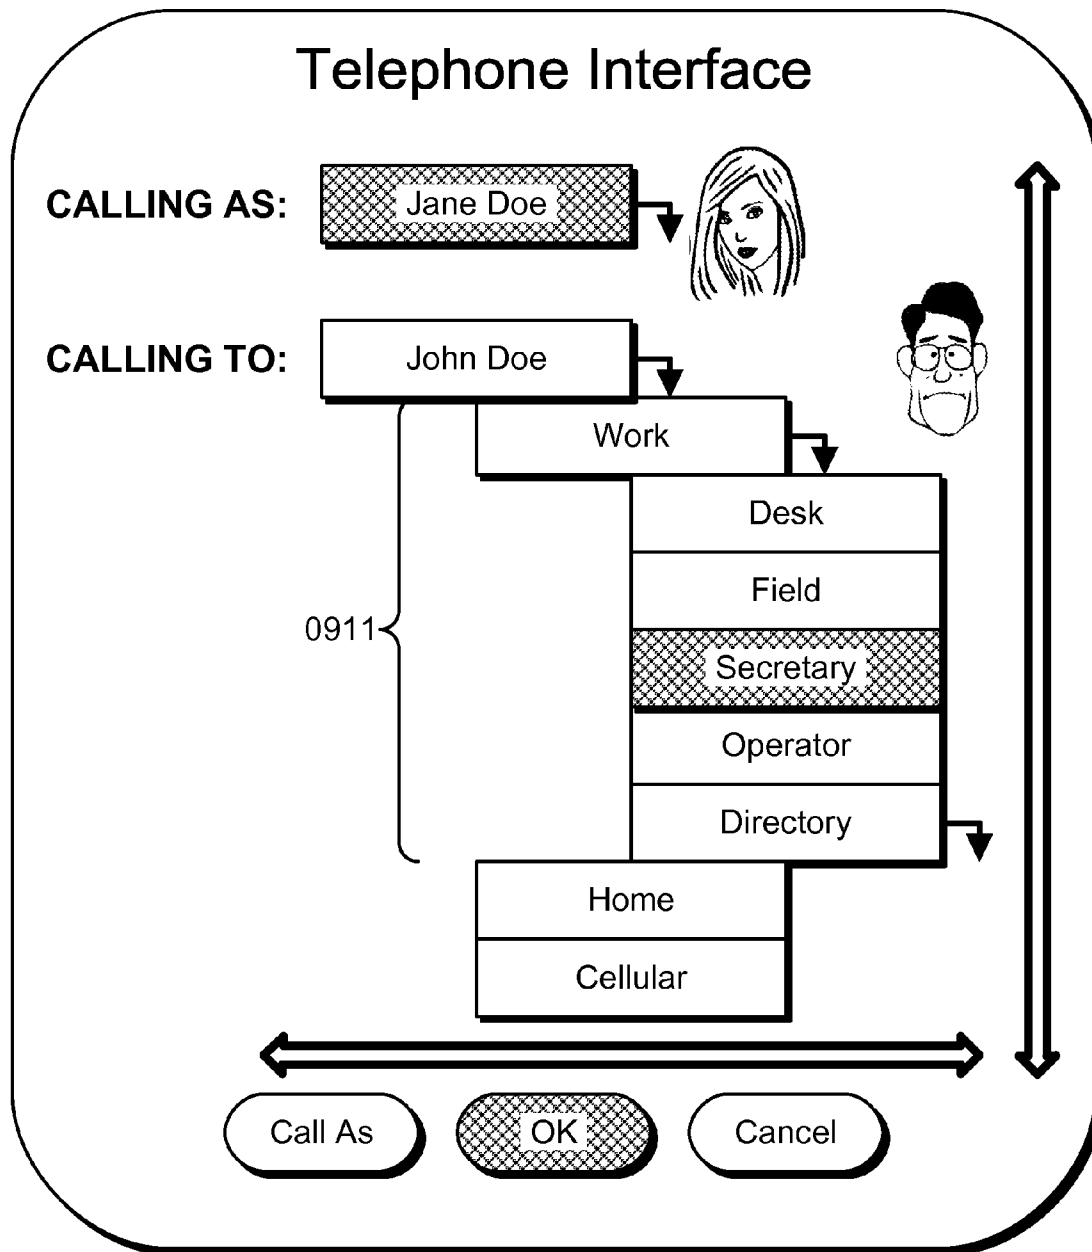 Telephone Interface
CALLING AS: Jane Doe
CALLING TO: John Doe
Work
Desk
Field
0911
Secretary
Operator
Directory
Home
Cellular
Call As OK Cancel